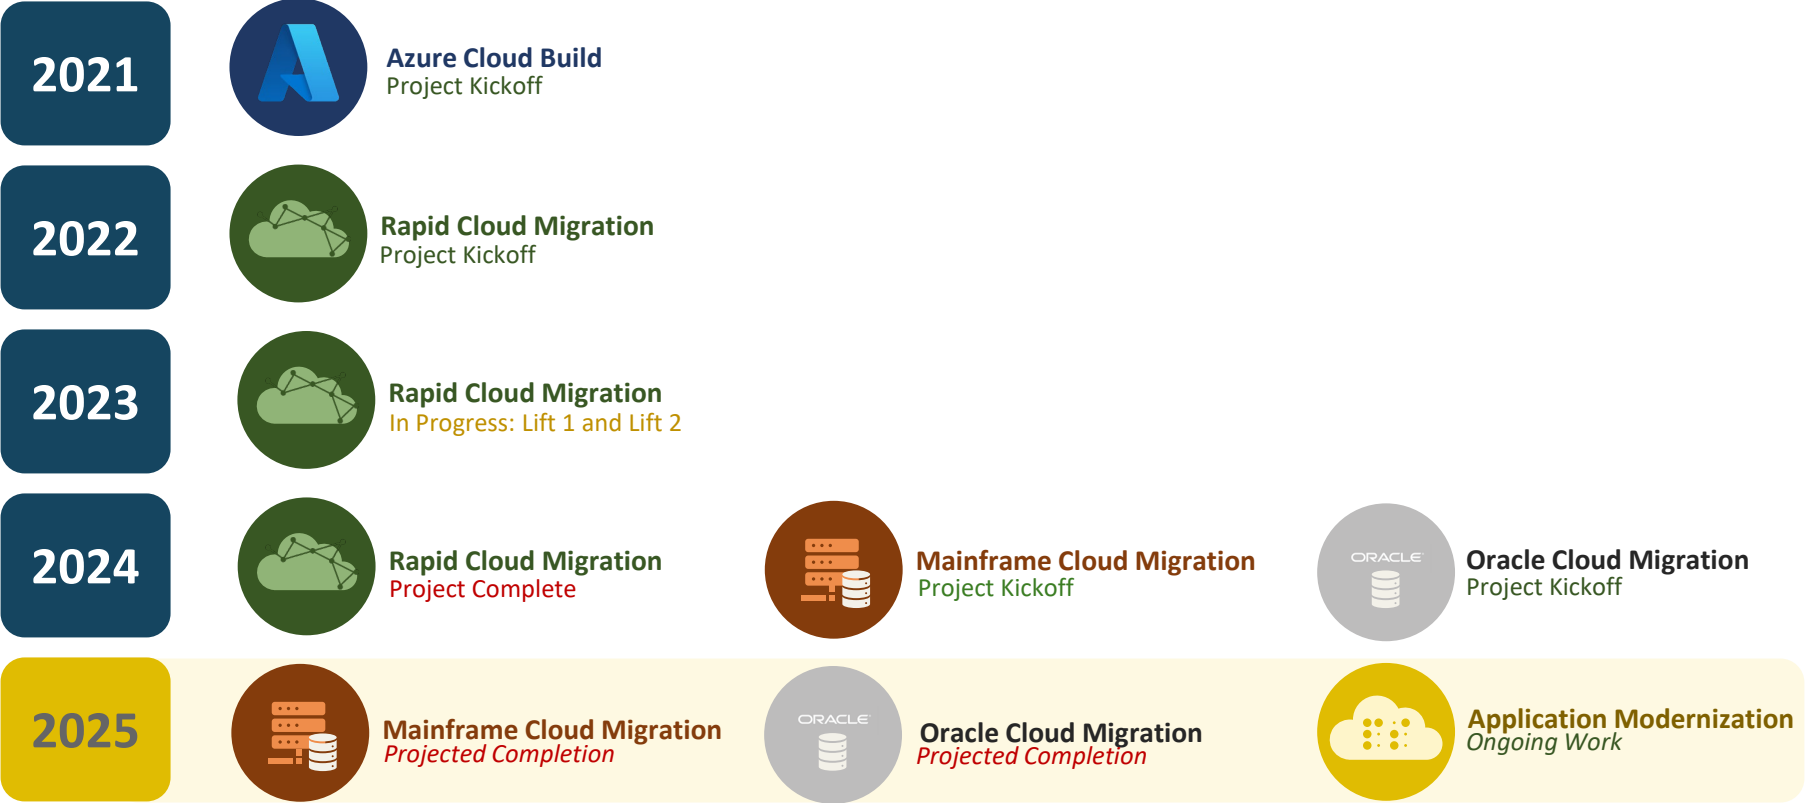 2021
Azure Cloud Build
Project Kickoff
2022
Rapid Cloud Migration
Project Kickoff
2023
Rapid Cloud Migration
In Progress: Lift 1 and Lift 2
2024
Rapid Cloud Migration
Project Complete
Mainframe Cloud Migration
Project Kickoff
ORACLE
Oracle Cloud Migration
Project Kickoff
2025
Mainframe Cloud Migration
Projected Completion
ORACLE
Oracle Cloud Migration
Projected Completion
Application Modernization
Ongoing Work